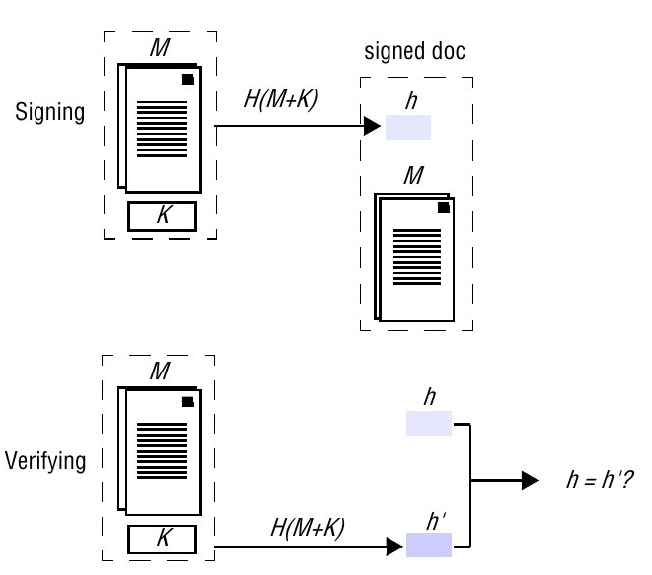 M
signed doc
Signing
H(M+K)
h
M
K
M
h
Verifying
h = h'?
K
H(M+K)
h'